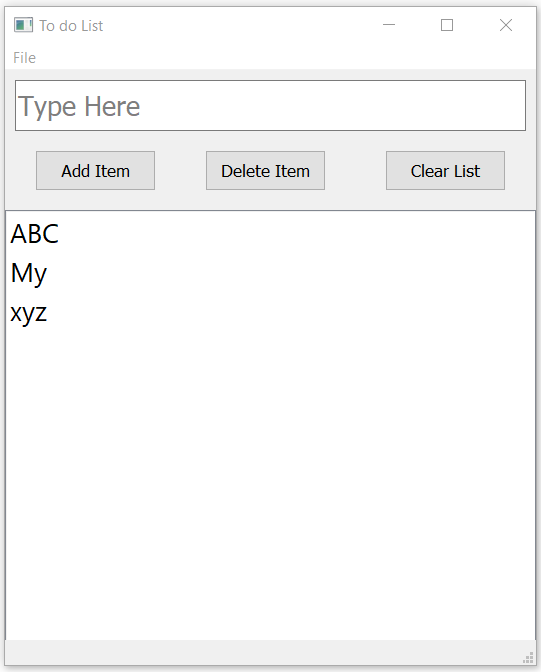 To do List
File
Type Here
Add Item Delete Item Clear List
ABC
My
xyz